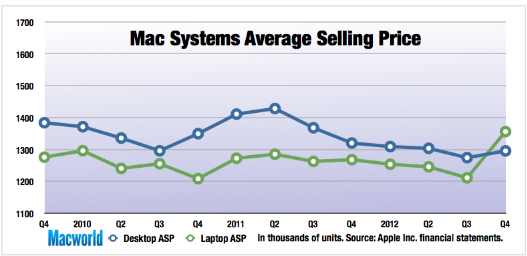 Mac Systems Average Selling Price
1700
1600
1500
1400
1300
1200
1100
Q4 2010 Q2 Q3 Q4 2011 Q2 Q3 Q4 2012 Q2 Q3 Q4
Macworld Desktop ASP Laptop ASP In thousands of units. Source: Apple Inc. financial statements.